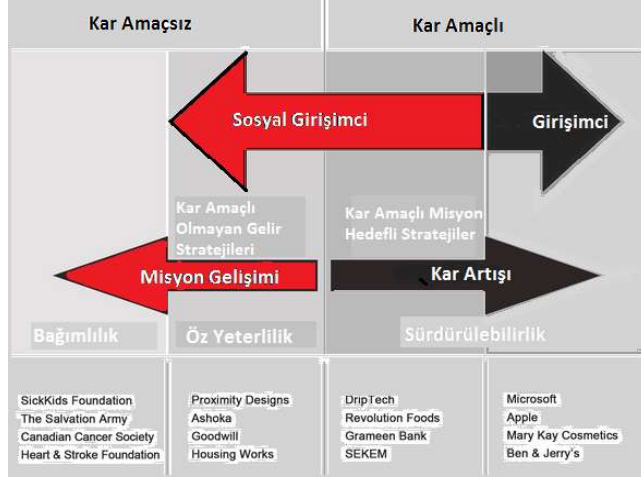 Kar Amaçsız
Kar Amaçlı
Sosyal Girişimci
Girişimci
Kar Amaçlı
Olmayan Gelir
Stratejileri
Kar Amaçlı Misyon
Hedefli Stratejiler
Misyon Gelişimi
Kar Artışı
Bağımlılık
Öz Yeterlilik
Sürdürülebilirlik
SickKids Foundation
The Salvation Army
Canadian Cancer Society
Heart & Stroke Foundation
Proximity Designs
Ashoka
Goodwill
Housing Works
DripTech
Revolution Foods
Grameen Bank
SEKEM
Microsoft
Apple
Mary Kay Cosmetics
Ben & Jerry's